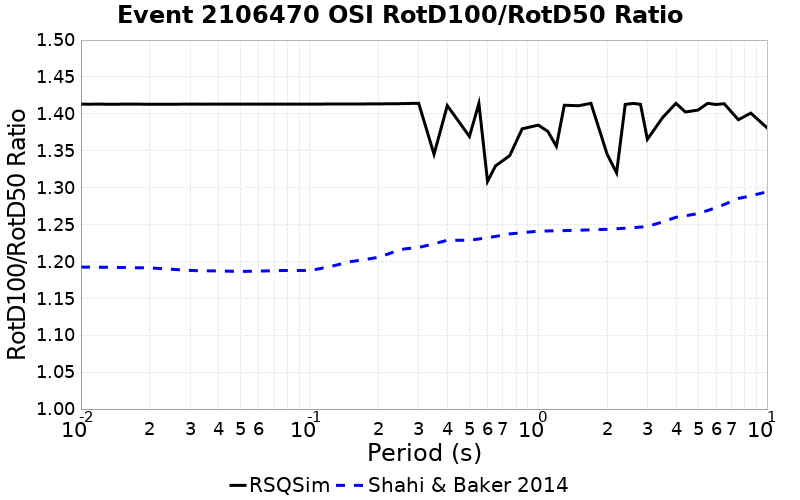 Event 2106470 OSI RotD100/RotD50 Ratio
1.50
1.45
1.40
1.35
1.30
1.25
1.20
1.15
1.10
1.05
1.00
RotD100/RotD50 Ratio
10^-2 2 3 4 5 6 10^-1 2 3 4 5 6 7 10^0 2 3 4 5 6 7 10^1
Period (s)
RSQSim Shahi & Baker 2014